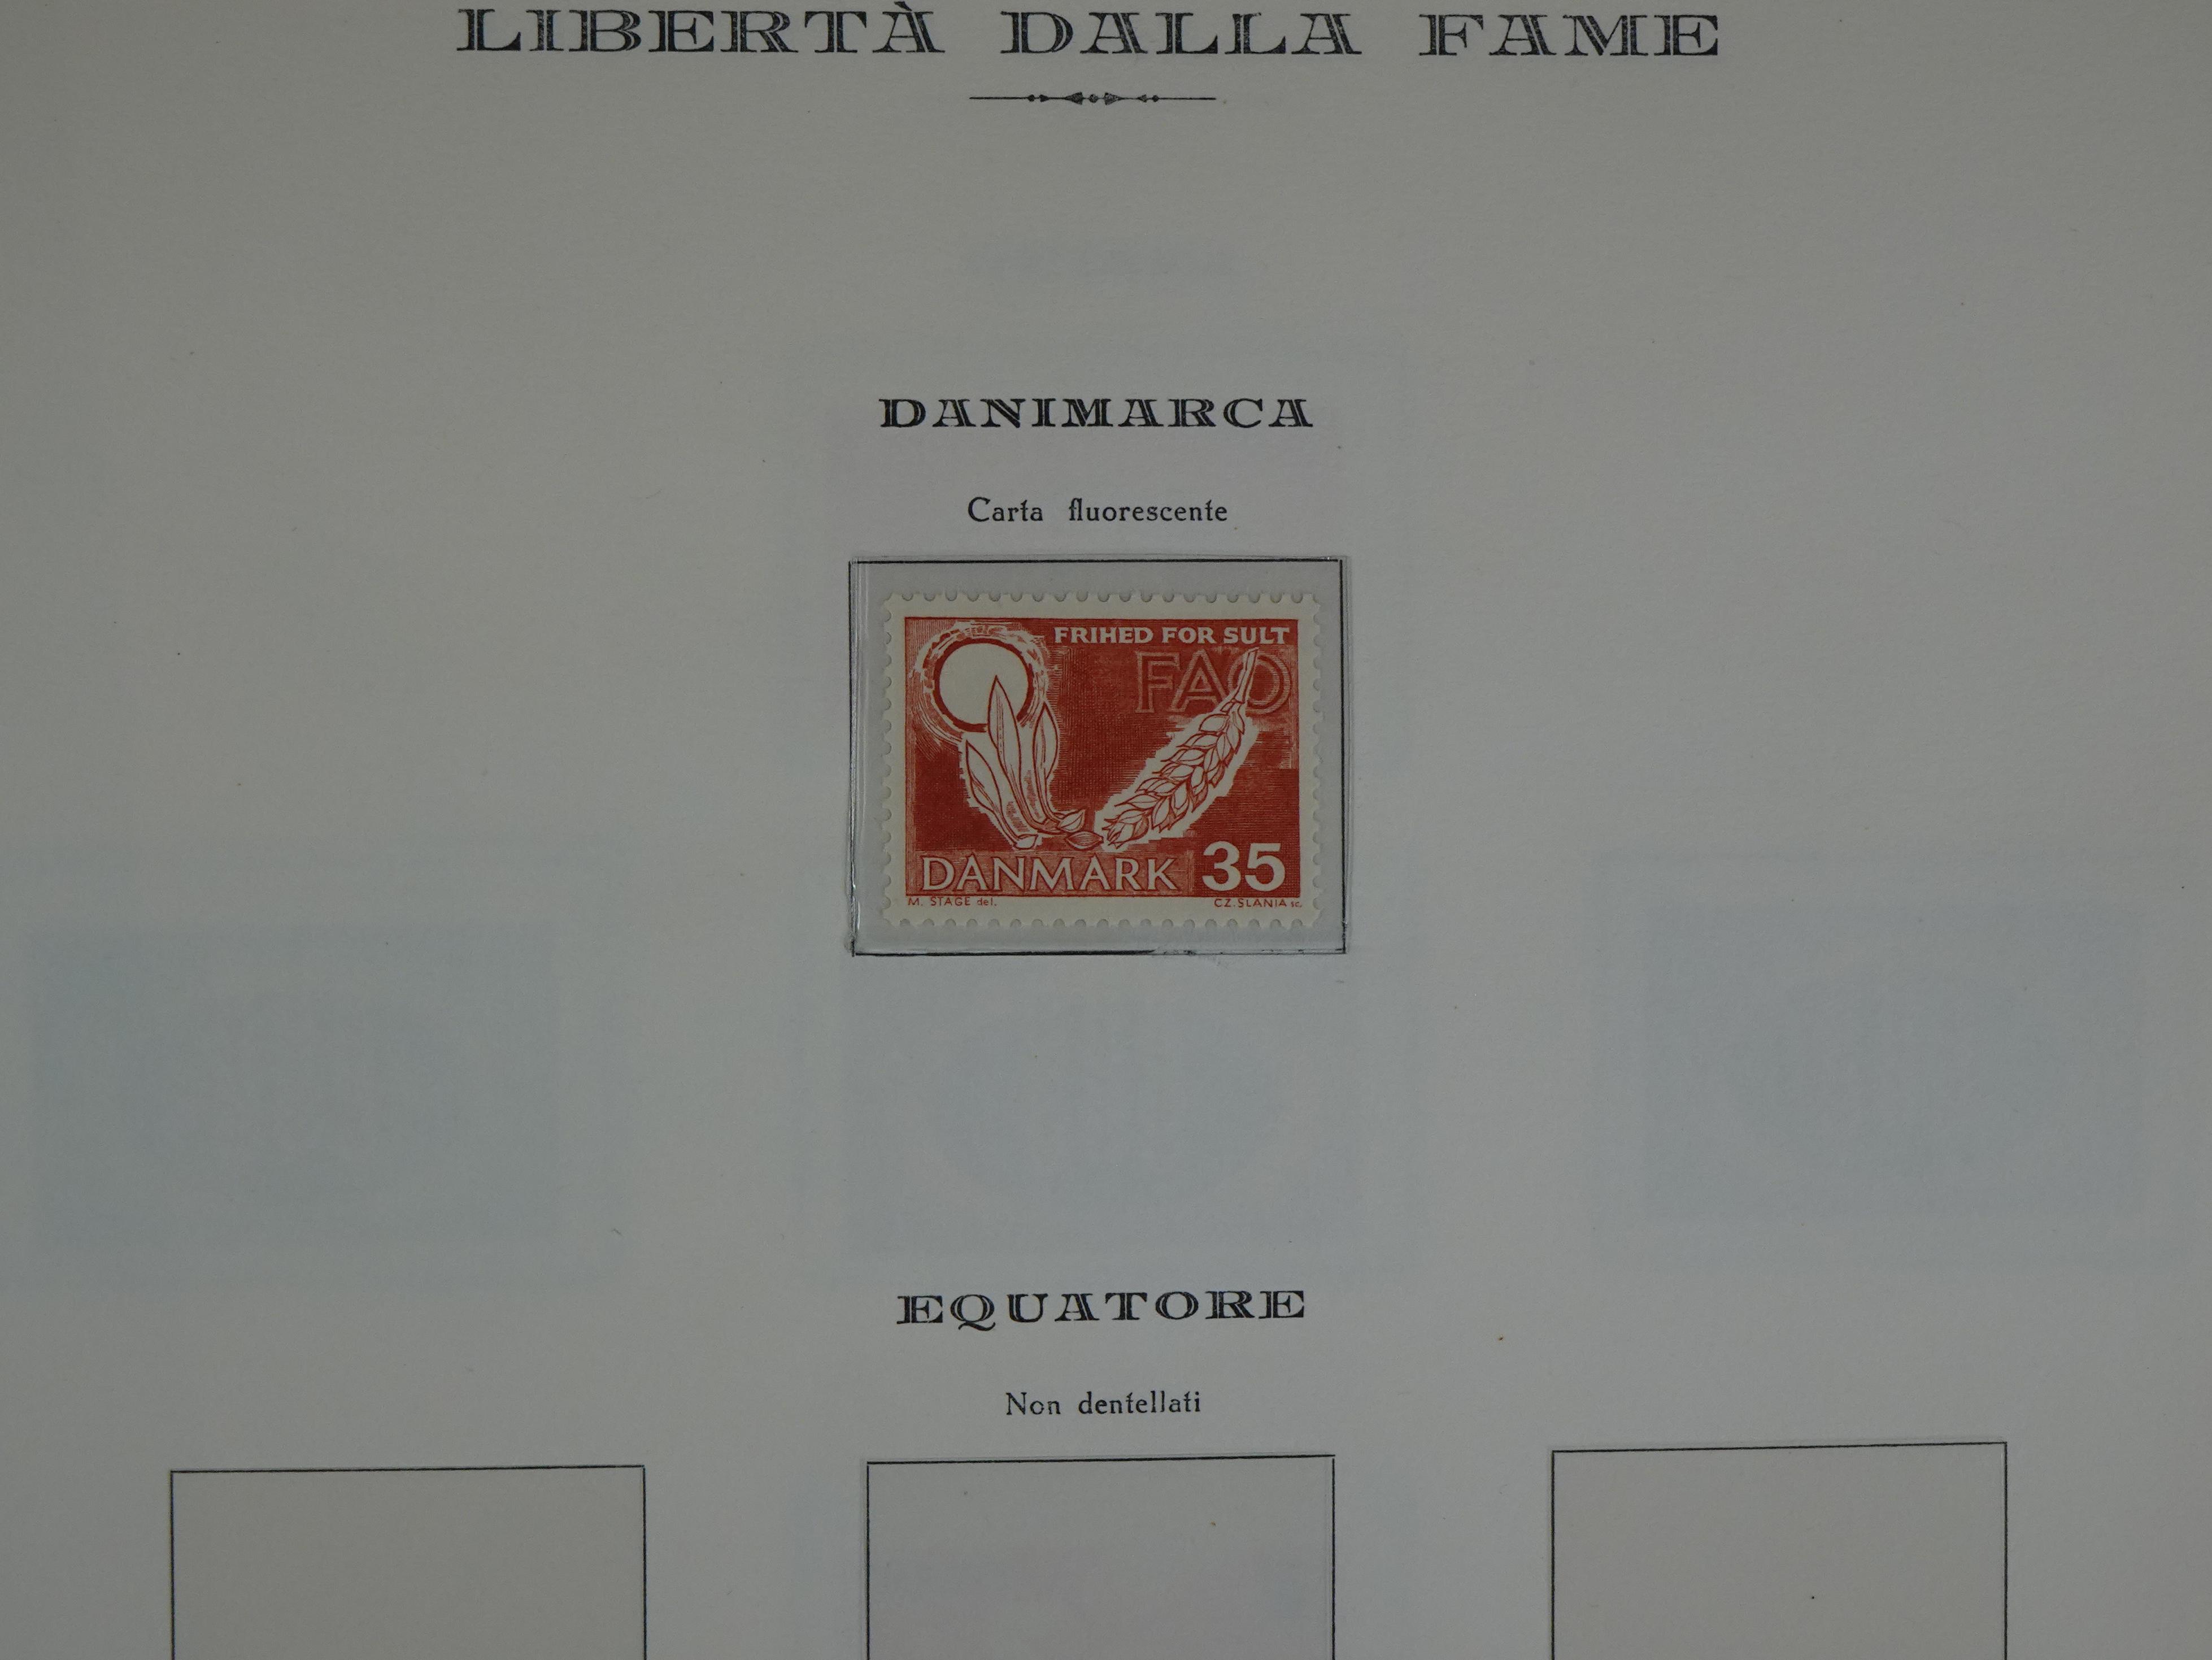 LIBERTÀ DALLA FAME
DANIMARCA
Carta fluorescente
FRIHED FOR SULT
FAO
DANMARK 35
M. STAGE del. CZ. SLANIA sc.
EQUATORE
Non dentellati